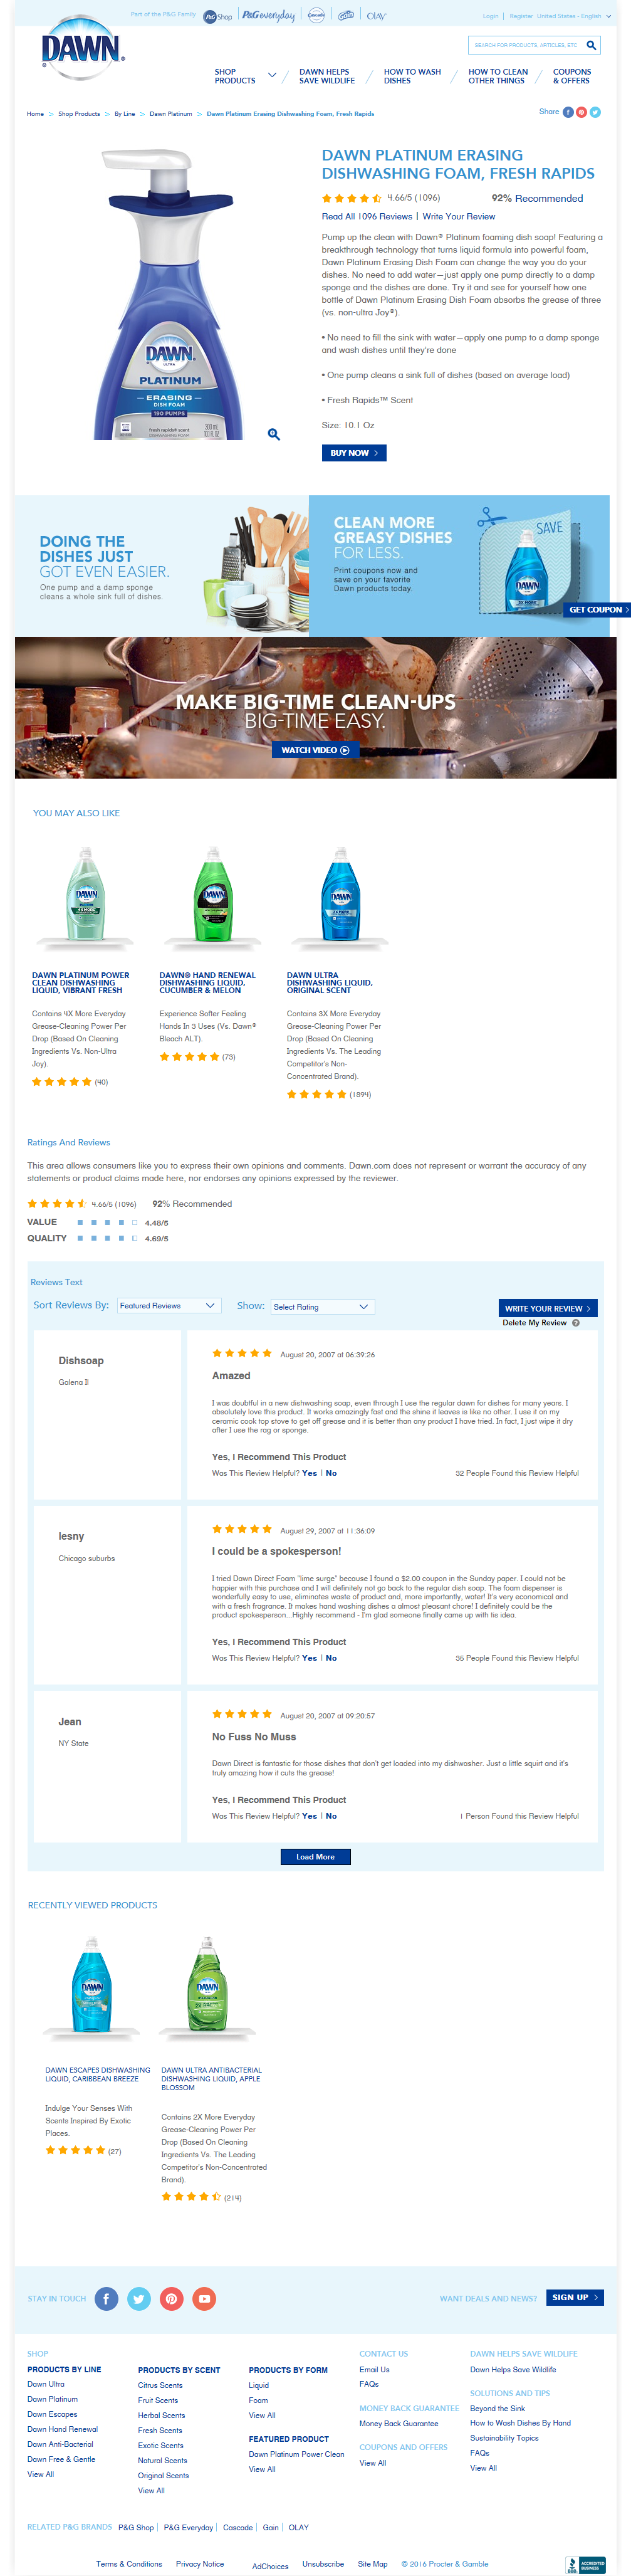 Part of the P&G Family
P&G Shop
P&G everyday
Cascade
Gain
OLAY
Login | Register United States - English
DAWN
SEARCH FOR PRODUCTS, ARTICLES, ETC
SHOP PRODUCTS
DAWN HELPS SAVE WILDLIFE
HOW TO WASH DISHES
HOW TO CLEAN OTHER THINGS
COUPONS & OFFERS
Home > Shop Products > By Line > Dawn Platinum > Dawn Platinum Erasing Dishwashing Foam, Fresh Rapids
Share
DAWN PLATINUM ERASING
DISHWASHING FOAM, FRESH RAPIDS
4.66/5 (1096)
92% Recommended
Read All 1096 Reviews | Write Your Review
Pump up the clean with Dawn® Platinum foaming dish soap! Featuring a
breakthrough technology that turns liquid formula into powerful foam,
Dawn Platinum Erasing Dish Foam can change the way you do your
dishes. No need to add water—just apply one pump directly to a damp
sponge and the dishes are done. Try it and see for yourself how one
bottle of Dawn Platinum Erasing Dish Foam absorbs the grease of three
(vs. non-ultra Joy®).
• No need to fill the sink with water—apply one pump to a damp sponge
and wash dishes until they're done
• One pump cleans a sink full of dishes (based on average load)
• Fresh Rapids™ Scent
Size: 10.1 Oz
BUY NOW
DAWN
ULTRA
PLATINUM
ERASING
DISH FOAM
190 PUMPS
fresh rapids scent
DISHWASHING FOAM
300 mL
DOING THE
DISHES JUST
GOT EVEN EASIER.
One pump and a damp sponge
cleans a whole sink full of dishes.
CLEAN MORE
GREASY DISHES
FOR LESS.
Print coupons now and
save on your favorite
Dawn products today.
SAVE
DAWN
GET COUPON
MAKE BIG-TIME CLEAN-UPS
BIG-TIME EASY.
WATCH VIDEO
YOU MAY ALSO LIKE
DAWN
DAWN
DAWN
DAWN PLATINUM POWER
CLEAN DISHWASHING
LIQUID, VIBRANT FRESH
Contains 4X More Everyday
Grease-Cleaning Power Per
Drop (Based On Cleaning
Ingredients Vs. Non-Ultra
Joy).
(40)
DAWN® HAND RENEWAL
DISHWASHING LIQUID,
CUCUMBER & MELON
Experience Softer Feeling
Hands In 3 Uses (Vs. Dawn®
Bleach ALT).
(73)
DAWN ULTRA
DISHWASHING LIQUID,
ORIGINAL SCENT
Contains 3X More Everyday
Grease-Cleaning Power Per
Drop (Based On Cleaning
Ingredients Vs. The Leading
Competitor's Non-
Concentrated Brand).
(1894)
Ratings And Reviews
This area allows consumers like you to express their own opinions and comments. Dawn.com does not represent or warrant the accuracy of any
statements or product claims made here, nor endorses any opinions expressed by the reviewer.
4.66/5 (1096) 92% Recommended
VALUE 4.48/5
QUALITY 4.69/5
Reviews Text
Sort Reviews By: Featured Reviews Show: Select Rating
WRITE YOUR REVIEW
Delete My Review ?
Dishsoap
Galena Il
August 20, 2007 at 06:39:26
Amazed
I was doubtful in a new dishwashing soap, even through I use the regular dawn for dishes for many years. I
absolutely love this product. It works amazingly fast and the shine it leaves is like no other. I use it on my
ceramic cook top stove to get off grease and it is better than any product I have tried. In fact, I just wipe it dry
after I use the rag or sponge.
Yes, I Recommend This Product
Was This Review Helpful? Yes | No
32 People Found this Review Helpful
lesny
Chicago suburbs
August 29, 2007 at 11:36:09
I could be a spokesperson!
I tried Dawn Direct Foam "lime surge" because I found a $2.00 coupon in the Sunday paper. I could not be
happier with this purchase and I will definitely not go back to the regular dish soap. The foam dispenser is
wonderfully easy to use, eliminates waste of product and, more importantly, water! It's very economical and
with a fresh fragrance. It makes hand washing dishes a almost pleasant chore! I definitely could be the
product spokesperson...Highly recommend - I'm glad someone finally came up with tis idea.
Yes, I Recommend This Product
Was This Review Helpful? Yes | No
35 People Found this Review Helpful
Jean
NY State
August 20, 2007 at 09:20:57
No Fuss No Muss
Dawn Direct is fantastic for those dishes that don't get loaded into my dishwasher. Just a little squirt and it's
truly amazing how it cuts the grease!
Yes, I Recommend This Product
Was This Review Helpful? Yes | No
1 Person Found this Review Helpful
Load More
RECENTLY VIEWED PRODUCTS
DAWN
DAWN
DAWN ESCAPES DISHWASHING
LIQUID, CARIBBEAN BREEZE
Indulge Your Senses With
Scents Inspired By Exotic
Places.
(27)
DAWN ULTRA ANTIBACTERIAL
DISHWASHING LIQUID, APPLE
BLOSSOM
Contains 2X More Everyday
Grease-Cleaning Power Per
Drop (Based On Cleaning
Ingredients Vs. The Leading
Competitor's Non-Concentrated
Brand).
(214)
STAY IN TOUCH
WANT DEALS AND NEWS?
SIGN UP
SHOP
PRODUCTS BY LINE
Dawn Ultra
Dawn Platinum
Dawn Escapes
Dawn Hand Renewal
Dawn Anti-Bacterial
Dawn Free & Gentle
View All
PRODUCTS BY SCENT
Citrus Scents
Fruit Scents
Herbal Scents
Fresh Scents
Exotic Scents
Natural Scents
Original Scents
View All
PRODUCTS BY FORM
Liquid
Foam
View All
FEATURED PRODUCT
Dawn Platinum Power Clean
View All
CONTACT US
Email Us
FAQs
MONEY BACK GUARANTEE
Money Back Guarantee
COUPONS AND OFFERS
View All
DAWN HELPS SAVE WILDLIFE
Dawn Helps Save Wildlife
SOLUTIONS AND TIPS
Beyond the Sink
How to Wash Dishes By Hand
Sustainability Topics
FAQs
View All
RELATED P&G BRANDS P&G Shop | P&G Everyday | Cascade | Gain | OLAY
Terms & Conditions Privacy Notice AdChoices Unsubscribe Site Map © 2016 Procter & Gamble
BBB ACCREDITED BUSINESS